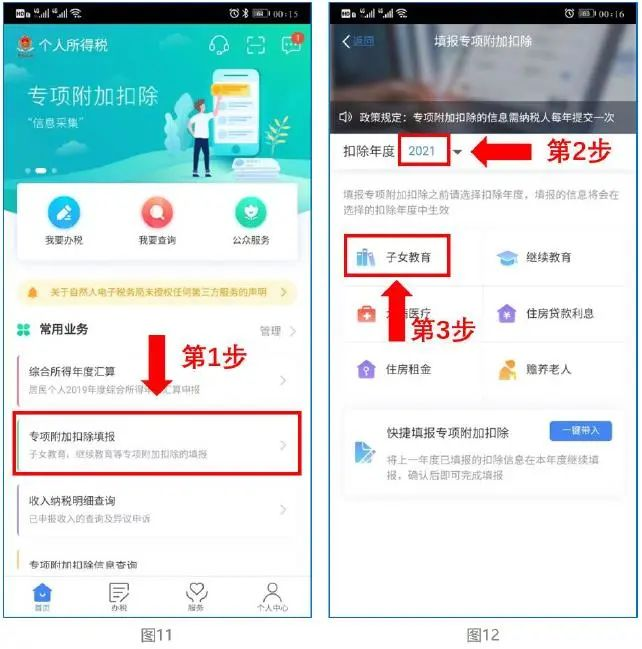 00:15
个人所得税
1
专项附加扣除
“信息采集”
我要办税
我要查询
公众服务
关于自然人电子税务局未授权任何第三方服务的声明
常用业务
管理
第1步
综合所得年度汇算
居民个人2019年度综合所得年度汇算申报
专项附加扣除填报
子女教育，继续教育等专项附加扣除的填报
收入纳税明细查询
已申报收入的查询及异议申诉
专项附加扣除信息查询
首页
办税
服务
个人中心
图11
00:16
返回
填报专项附加扣除
政策规定：专项附加扣除的信息需纳税人每年提交一次
扣除年度
2021
第2步
填报专项附加扣除之前请选择扣除年度，填报的信息将会在
选择的扣除年度中生效
子女教育
继续教育
医疗
住房贷款利息
第3步
住房租金
赡养老人
快捷填报专项附加扣除
一键带入
将上一年度已填报的扣除信息在本年度继续填
报，确认后即可完成填报
图12